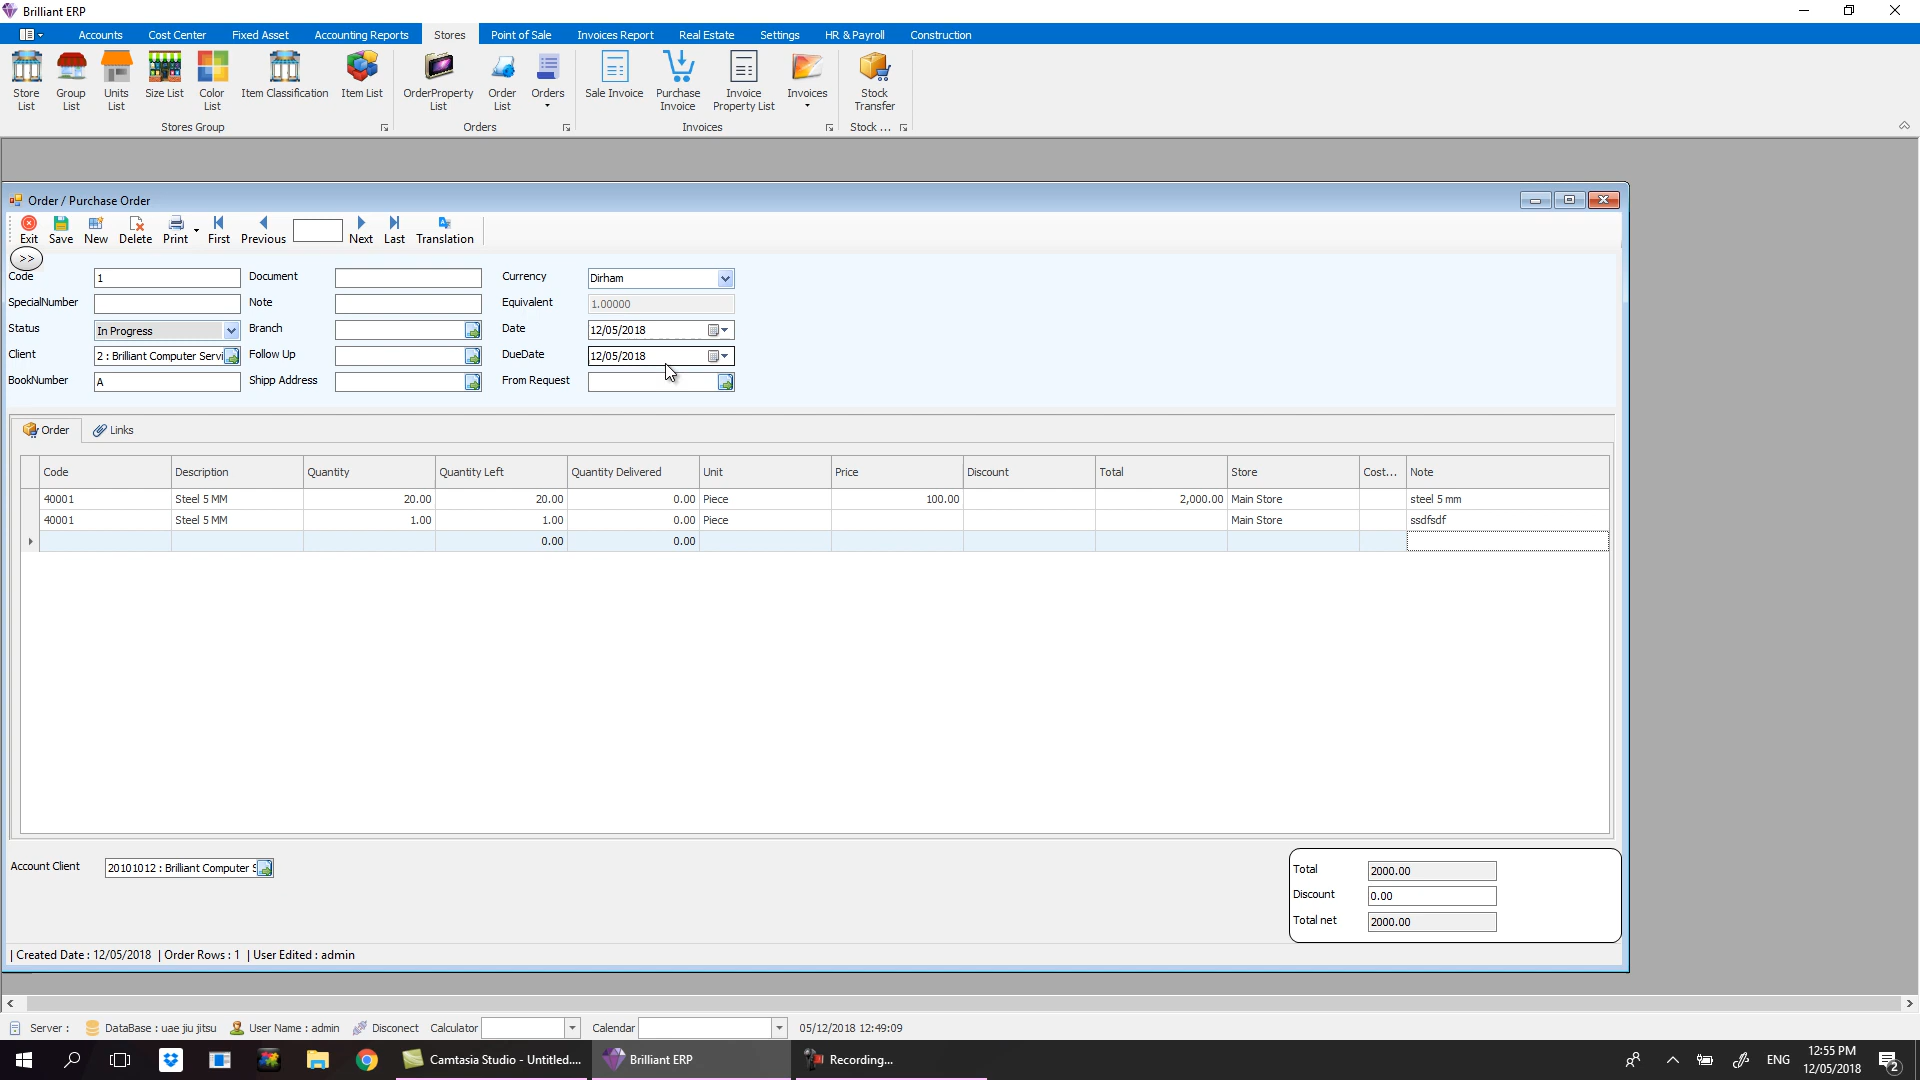 Brilliant ERP
Accounts Cost Center Fixed Asset Accounting Reports Stores Point of Sale Invoices Report Real Estate Settings HR & Payroll Construction
Store List Group List Units List Size List Color List Item Classification Item List OrderProperty List Order List Orders Sale Invoice Purchase Invoice Invoice Property List Invoices Stock Transfer
Stores Group Orders Invoices Stock ...
Order / Purchase Order
Exit Save New Delete Print First Previous Next Last Translation
>>
Code 1 Document Currency Dirham
SpecialNumber Note Equivalent 1.00000
Status In Progress Branch Date 12/05/2018
Client 2 : Brilliant Computer Servi Follow Up DueDate 12/05/2018
BookNumber A Shipp Address From Request
Order Links
Code Description Quantity Quantity Left Quantity Delivered Unit Price Discount Total Store Cost... Note
40001 Steel 5 MM 20.00 20.00 0.00 Piece 100.00 2,000.00 Main Store steel 5 mm
40001 Steel 5 MM 1.00 1.00 0.00 Piece Main Store ssdfsdf
0.00 0.00
Account Client 20101012 : Brilliant Computer S
Total 2000.00
Discount 0.00
Total net 2000.00
| Created Date : 12/05/2018 | Order Rows : 1 | User Edited : admin
Server : DataBase : uae jiu jitsu User Name : admin Disconect Calculator Calendar 05/12/2018 12:49:09
Camtasia Studio - Untitled.... Brilliant ERP Recording... ENG 12:55 PM
12/05/2018 2